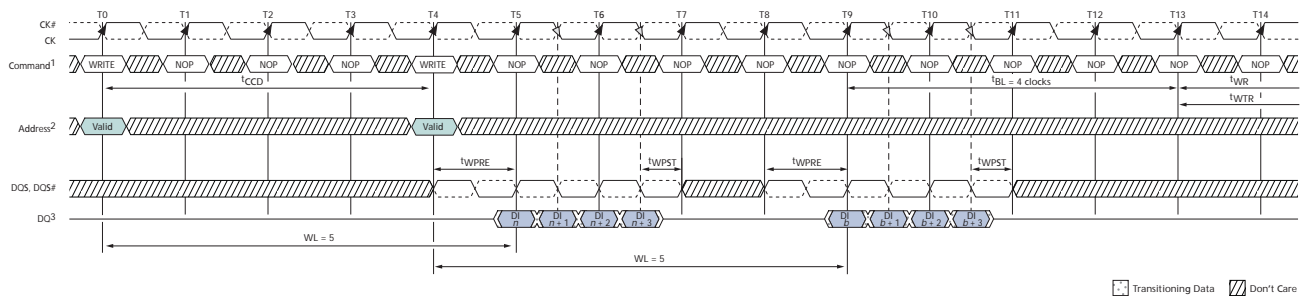 T0 T1 T2 T3 T4 T5 T6 T7 T8 T9 T10 T11 T12 T13 T14
CK#
CK
Command1 WRITE NOP NOP NOP WRITE NOP NOP NOP NOP NOP NOP NOP NOP NOP NOP
tCCD tBL = 4 clocks tWR
tWTR
Address2 Valid Valid
tWPRE tWPST tWPRE tWPST
DQS, DQS#
DQ3 DI n DI n + 1 DI n + 2 DI n + 3 DI b DI b + 1 DI b + 2 DI b + 3
WL = 5
WL = 5
Transitioning Data Don't Care